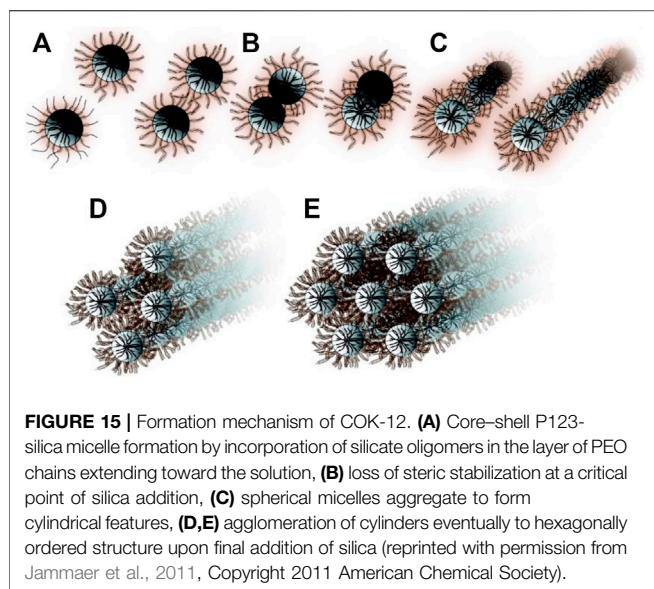 A
B
C
D
E
FIGURE 15 | Formation mechanism of COK-12. (A) Core–shell P123-
silica micelle formation by incorporation of silicate oligomers in the layer of PEO
chains extending toward the solution, (B) loss of steric stabilization at a critical
point of silica addition, (C) spherical micelles aggregate to form
cylindrical features, (D,E) agglomeration of cylinders eventually to hexagonally
ordered structure upon final addition of silica (reprinted with permission from
Jammaer et al., 2011, Copyright 2011 American Chemical Society).